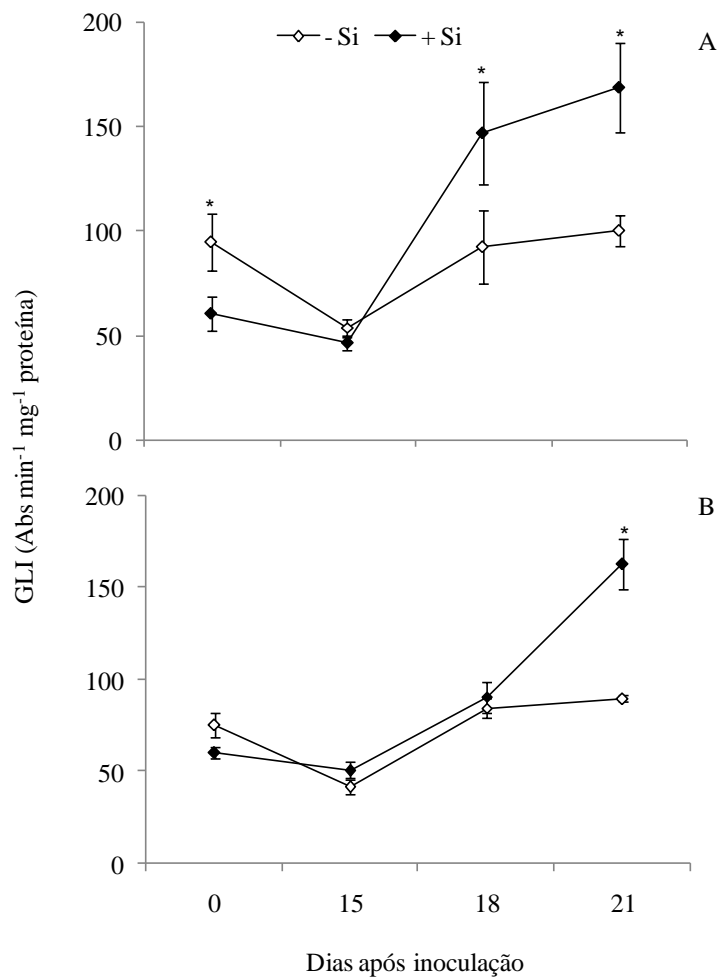 200
- Si
+ Si
A
*
*
*
150
100
50
0
GLI (Abs min⁻¹ mg⁻¹ proteína)
200
B
*
150
100
50
0
0 15 18 21
Dias após inoculação